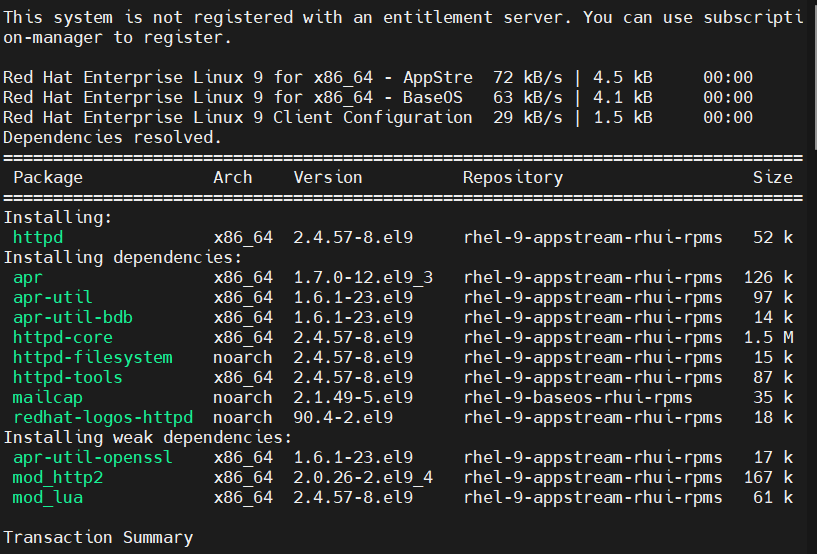 This system is not registered with an entitlement server. You can use subscripti
on-manager to register.
Red Hat Enterprise Linux 9 for x86_64 - AppStre  72 kB/s | 4.5 kB     00:00
Red Hat Enterprise Linux 9 for x86_64 - BaseOS   63 kB/s | 4.1 kB     00:00
Red Hat Enterprise Linux 9 Client Configuration  29 kB/s | 1.5 kB     00:00
Dependencies resolved.
================================================================================
 Package             Arch    Version          Repository                   Size
================================================================================
Installing:
 httpd               x86_64  2.4.57-8.el9     rhel-9-appstream-rhui-rpms   52 k
Installing dependencies:
 apr                 x86_64  1.7.0-12.el9_3   rhel-9-appstream-rhui-rpms  126 k
 apr-util            x86_64  1.6.1-23.el9     rhel-9-appstream-rhui-rpms   97 k
 apr-util-bdb        x86_64  1.6.1-23.el9     rhel-9-appstream-rhui-rpms   14 k
 httpd-core          x86_64  2.4.57-8.el9     rhel-9-appstream-rhui-rpms  1.5 M
 httpd-filesystem    noarch  2.4.57-8.el9     rhel-9-appstream-rhui-rpms   15 k
 httpd-tools         x86_64  2.4.57-8.el9     rhel-9-appstream-rhui-rpms   87 k
 mailcap             noarch  2.1.49-5.el9     rhel-9-baseos-rhui-rpms      35 k
 redhat-logos-httpd  noarch  90.4-2.el9       rhel-9-appstream-rhui-rpms   18 k
Installing weak dependencies:
 apr-util-openssl    x86_64  1.6.1-23.el9     rhel-9-appstream-rhui-rpms   17 k
 mod_http2           x86_64  2.0.26-2.el9_4   rhel-9-appstream-rhui-rpms  167 k
 mod_lua             x86_64  2.4.57-8.el9     rhel-9-appstream-rhui-rpms   61 k
Transaction Summary